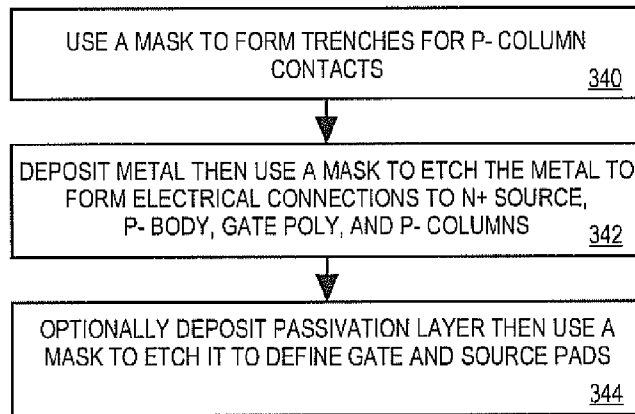 USE A MASK TO FORM TRENCHES FOR P- COLUMN
CONTACTS
340
DEPOSIT METAL THEN USE A MASK TO ETCH THE METAL TO
FORM ELECTRICAL CONNECTIONS TO N+ SOURCE,
P- BODY, GATE POLY, AND P- COLUMNS
342
OPTIONALLY DEPOSIT PASSIVATION LAYER THEN USE A
MASK TO ETCH IT TO DEFINE GATE AND SOURCE PADS
344